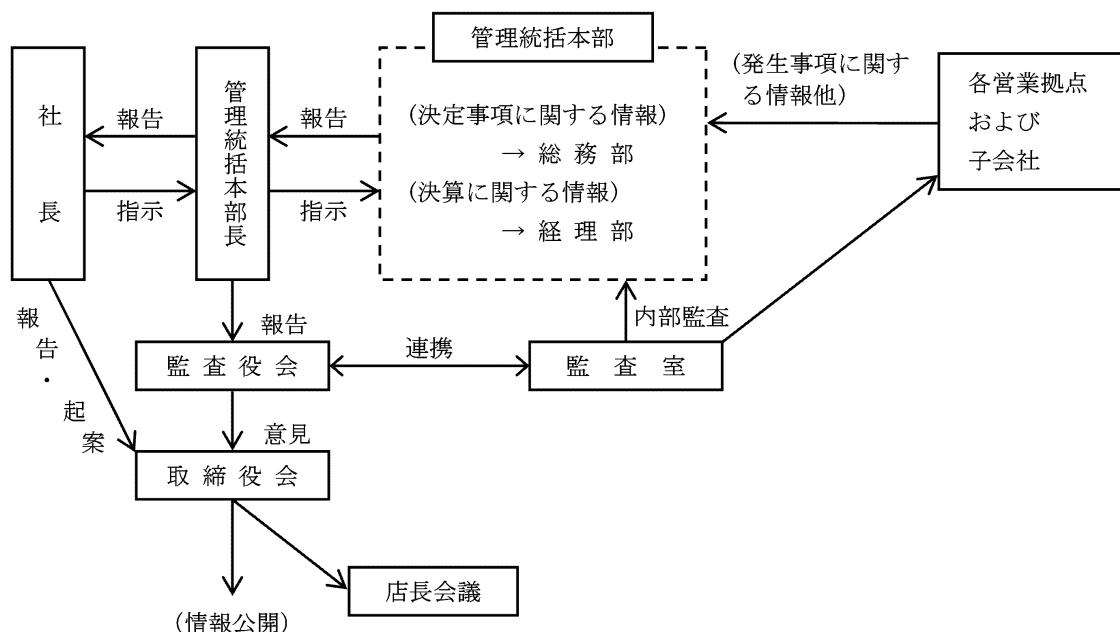 管理統括本部
社長
管理統括本部長
報告
指示
報告
指示
(決定事項に関する情報)
→ 総務部
(決算に関する情報)
→ 経理部
(発生事項に関す
る情報他)
各営業拠点
および
子会社
報告・起案
報告
内部監査
監査役会
連携
監査室
意見
取締役会
店長会議
(情報公開)